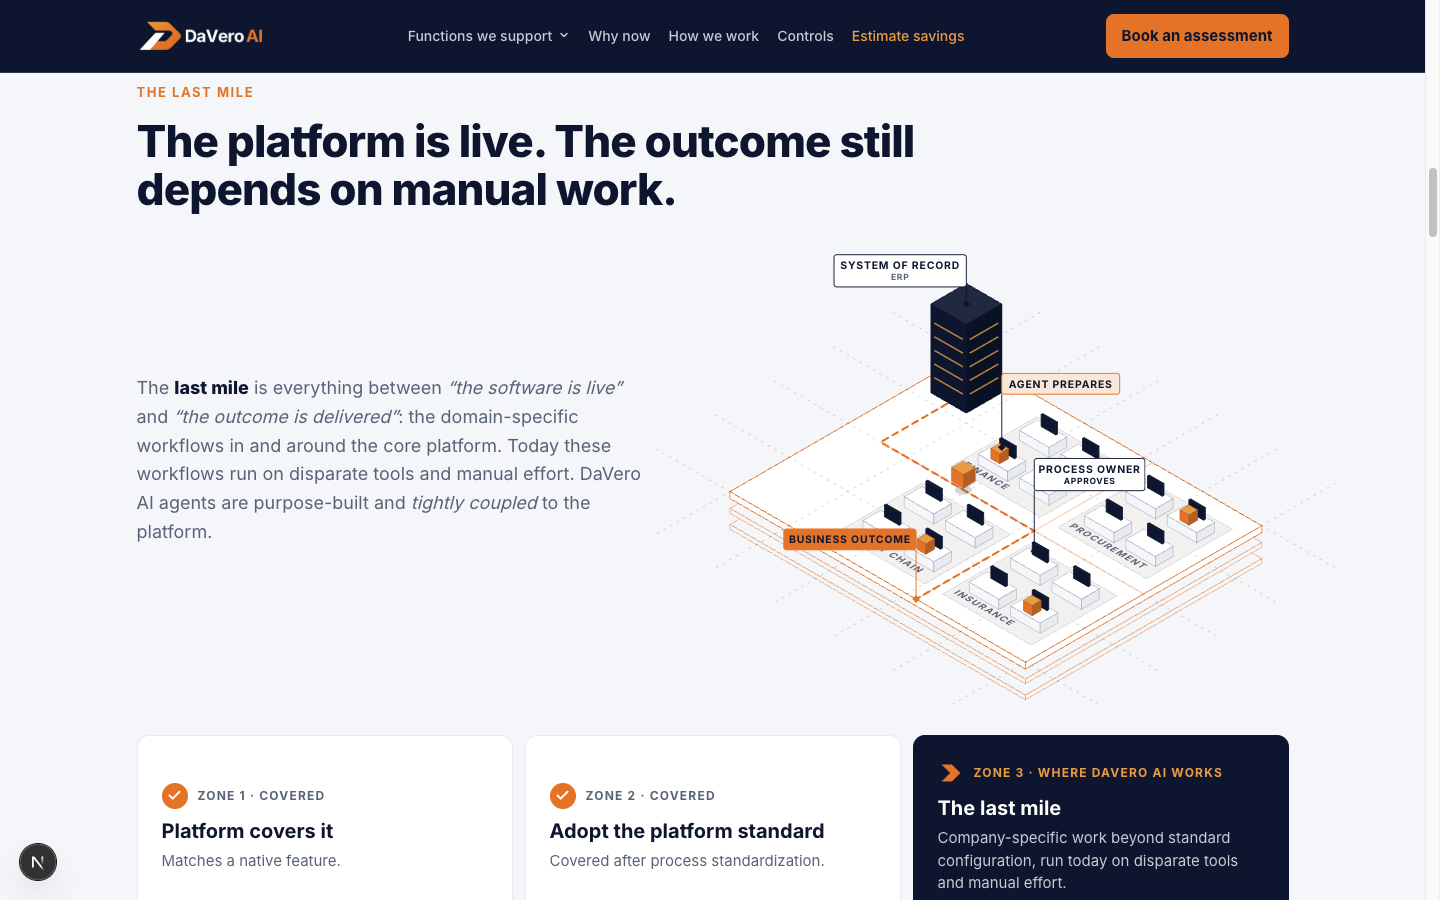 DaVero AI
Functions we support
Why now
How we work
Controls
Estimate savings
Book an assessment
THE LAST MILE
The platform is live. The outcome still
depends on manual work.
The last mile is everything between “the software is live”
and “the outcome is delivered”: the domain-specific
workflows in and around the core platform. Today these
workflows run on disparate tools and manual effort. DaVero
AI agents are purpose-built and tightly coupled to the
platform.
SYSTEM OF RECORD
ERP
AGENT PREPARES
PROCESS OWNER
APPROVES
PROCUREMENT
BUSINESS OUTCOME
CHAIN
INSURANCE
ZONE 1 · COVERED
Platform covers it
Matches a native feature.
ZONE 2 · COVERED
Adopt the platform standard
Covered after process standardization.
ZONE 3 · WHERE DAVERO AI WORKS
The last mile
Company-specific work beyond standard
configuration, run today on disparate tools
and manual effort.
N